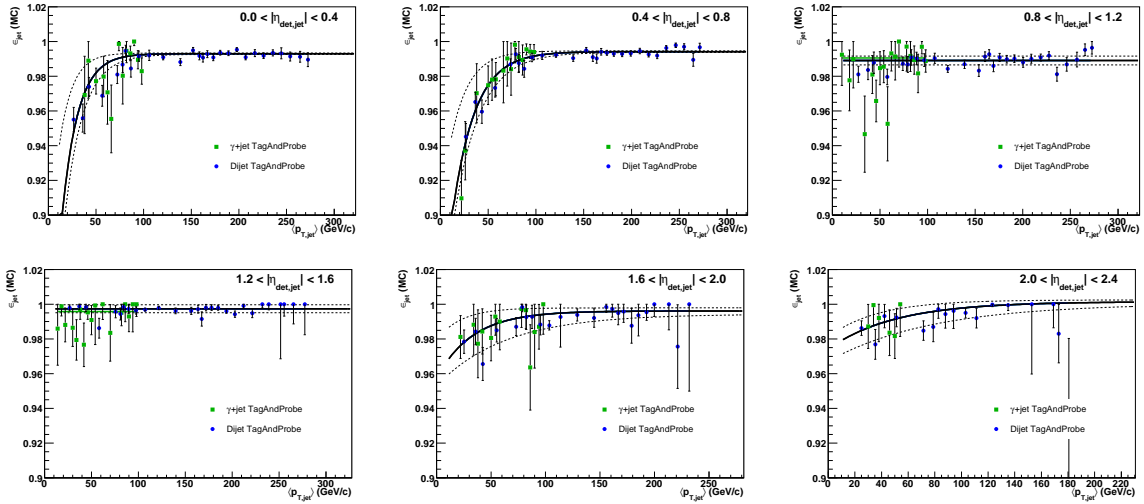 ε_jet (MC)
0.0 < |η_det,jet| < 0.4
1.02
1
0.98
0.96
0.94
0.92
0.9
γ+jet TagAndProbe
Dijet TagAndProbe
0 50 100 150 200 250 300
⟨p_T,jet⟩ (GeV/c)
ε_jet (MC)
0.4 < |η_det,jet| < 0.8
1.02
1
0.98
0.96
0.94
0.92
0.9
γ+jet TagAndProbe
Dijet TagAndProbe
0 50 100 150 200 250 300
⟨p_T,jet⟩ (GeV/c)
ε_jet (MC)
0.8 < |η_det,jet| < 1.2
1.02
1
0.98
0.96
0.94
0.92
0.9
γ+jet TagAndProbe
Dijet TagAndProbe
0 50 100 150 200 250 300
⟨p_T,jet⟩ (GeV/c)
ε_jet (MC)
1.2 < |η_det,jet| < 1.6
1.02
1
0.98
0.96
0.94
0.92
0.9
γ+jet TagAndProbe
Dijet TagAndProbe
0 50 100 150 200 250 300
⟨p_T,jet⟩ (GeV/c)
ε_jet (MC)
1.6 < |η_det,jet| < 2.0
1.02
1
0.98
0.96
0.94
0.92
0.9
γ+jet TagAndProbe
Dijet TagAndProbe
0 50 100 150 200 250
⟨p_T,jet⟩ (GeV/c)
ε_jet (MC)
2.0 < |η_det,jet| < 2.4
1.02
1
0.98
0.96
0.94
0.92
0.9
γ+jet TagAndProbe
Dijet TagAndProbe
0 20 40 60 80 100 120 140 160 180 200 220
⟨p_T,jet⟩ (GeV/c)